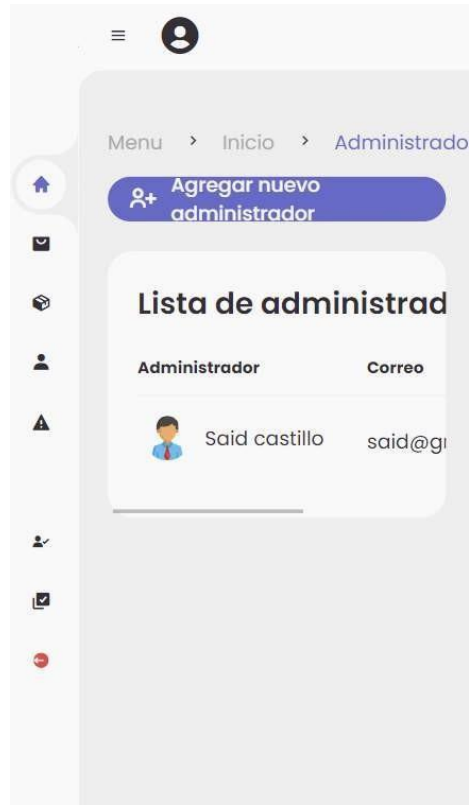 Menu > Inicio > Administrado
Agregar nuevo
administrador
Lista de administrad
Administrador Correo
Said castillo said@g